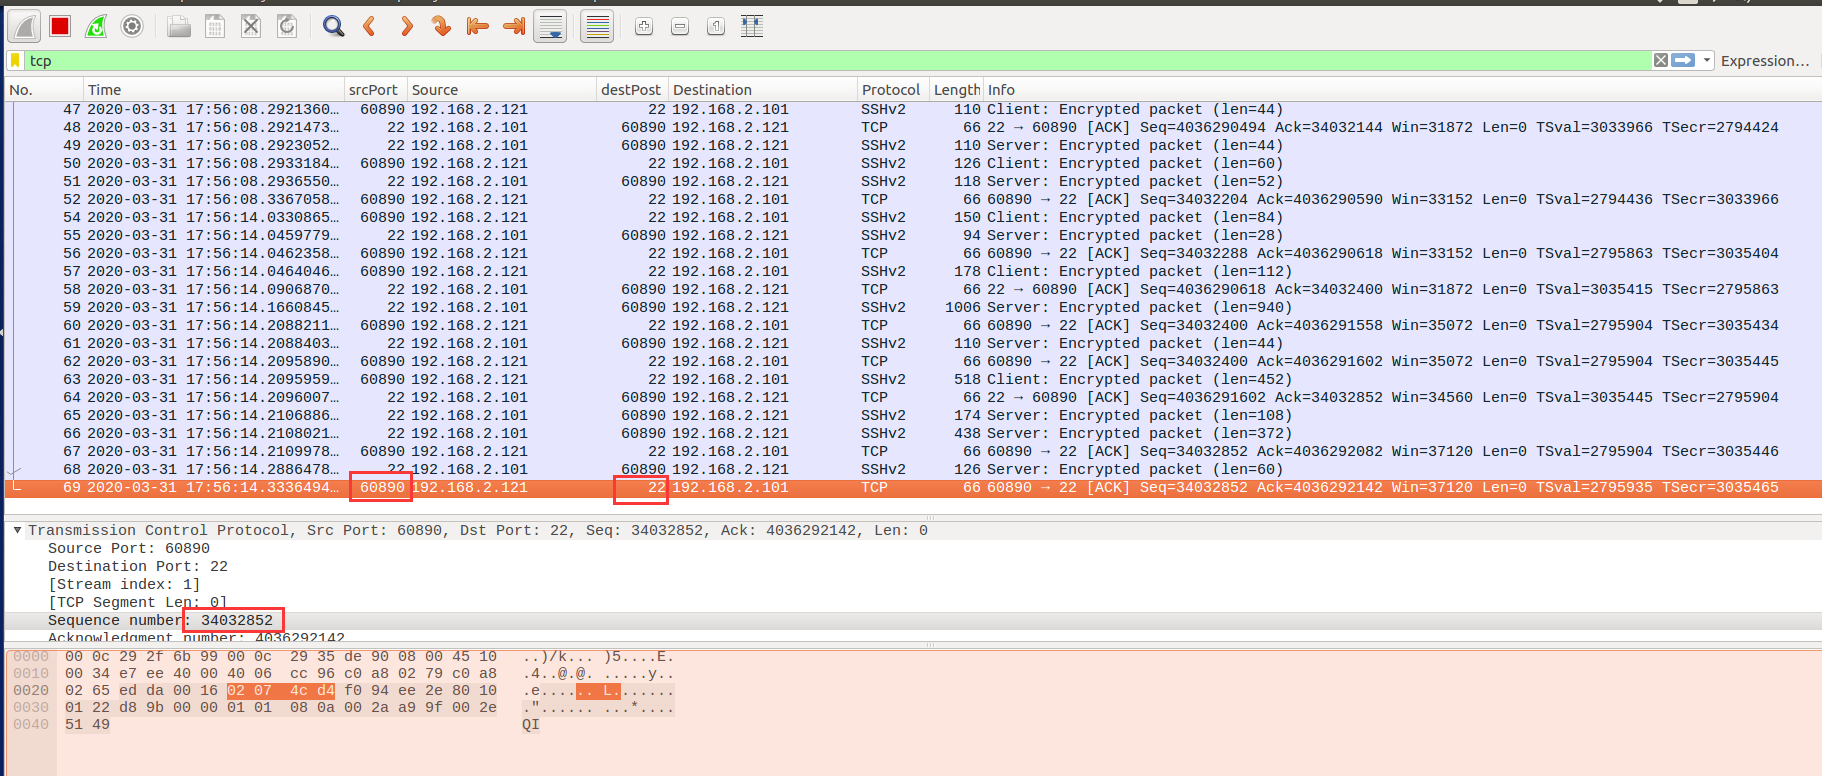 tcp
Expression…
No. Time srcPort Source destPost Destination Protocol Length Info
47 2020-03-31 17:56:08.2921360… 60890 192.168.2.121 22 192.168.2.101 SSHv2 110 Client: Encrypted packet (len=44)
48 2020-03-31 17:56:08.2921473… 22 192.168.2.101 60890 192.168.2.121 TCP 66 22 → 60890 [ACK] Seq=4036290494 Ack=34032144 Win=31872 Len=0 TSval=3033966 TSecr=2794424
49 2020-03-31 17:56:08.2923052… 22 192.168.2.101 60890 192.168.2.121 SSHv2 110 Server: Encrypted packet (len=44)
50 2020-03-31 17:56:08.2933184… 60890 192.168.2.121 22 192.168.2.101 SSHv2 126 Client: Encrypted packet (len=60)
51 2020-03-31 17:56:08.2936550… 22 192.168.2.101 60890 192.168.2.121 SSHv2 118 Server: Encrypted packet (len=52)
52 2020-03-31 17:56:08.3367058… 60890 192.168.2.121 22 192.168.2.101 TCP 66 60890 → 22 [ACK] Seq=34032204 Ack=4036290590 Win=33152 Len=0 TSval=2794436 TSecr=3033966
54 2020-03-31 17:56:14.0330865… 60890 192.168.2.121 22 192.168.2.101 SSHv2 150 Client: Encrypted packet (len=84)
55 2020-03-31 17:56:14.0459779… 22 192.168.2.101 60890 192.168.2.121 SSHv2 94 Server: Encrypted packet (len=28)
56 2020-03-31 17:56:14.0462358… 60890 192.168.2.121 22 192.168.2.101 TCP 66 60890 → 22 [ACK] Seq=34032288 Ack=4036290618 Win=33152 Len=0 TSval=2795863 TSecr=3035404
57 2020-03-31 17:56:14.0464046… 60890 192.168.2.121 22 192.168.2.101 SSHv2 178 Client: Encrypted packet (len=112)
58 2020-03-31 17:56:14.0906870… 22 192.168.2.101 60890 192.168.2.121 TCP 66 22 → 60890 [ACK] Seq=4036290618 Ack=34032400 Win=31872 Len=0 TSval=3035415 TSecr=2795863
59 2020-03-31 17:56:14.1660845… 22 192.168.2.101 60890 192.168.2.121 SSHv2 1006 Server: Encrypted packet (len=940)
60 2020-03-31 17:56:14.2088211… 60890 192.168.2.121 22 192.168.2.101 TCP 66 60890 → 22 [ACK] Seq=34032400 Ack=4036291558 Win=35072 Len=0 TSval=2795904 TSecr=3035434
61 2020-03-31 17:56:14.2088403… 22 192.168.2.101 60890 192.168.2.121 SSHv2 110 Server: Encrypted packet (len=44)
62 2020-03-31 17:56:14.2095890… 60890 192.168.2.121 22 192.168.2.101 TCP 66 60890 → 22 [ACK] Seq=34032400 Ack=4036291602 Win=35072 Len=0 TSval=2795904 TSecr=3035445
63 2020-03-31 17:56:14.2095959… 60890 192.168.2.121 22 192.168.2.101 SSHv2 518 Client: Encrypted packet (len=452)
64 2020-03-31 17:56:14.2096007… 22 192.168.2.101 60890 192.168.2.121 TCP 66 22 → 60890 [ACK] Seq=4036291602 Ack=34032852 Win=34560 Len=0 TSval=3035445 TSecr=2795904
65 2020-03-31 17:56:14.2106886… 22 192.168.2.101 60890 192.168.2.121 SSHv2 174 Server: Encrypted packet (len=108)
66 2020-03-31 17:56:14.2108021… 22 192.168.2.101 60890 192.168.2.121 SSHv2 438 Server: Encrypted packet (len=372)
67 2020-03-31 17:56:14.2109978… 60890 192.168.2.121 22 192.168.2.101 TCP 66 60890 → 22 [ACK] Seq=34032852 Ack=4036292082 Win=37120 Len=0 TSval=2795904 TSecr=3035446
68 2020-03-31 17:56:14.2886478… 22 192.168.2.101 60890 192.168.2.121 SSHv2 126 Server: Encrypted packet (len=60)
69 2020-03-31 17:56:14.3336494… 60890 192.168.2.121 22 192.168.2.101 TCP 66 60890 → 22 [ACK] Seq=34032852 Ack=4036292142 Win=37120 Len=0 TSval=2795935 TSecr=3035465
Transmission Control Protocol, Src Port: 60890, Dst Port: 22, Seq: 34032852, Ack: 4036292142, Len: 0
Source Port: 60890
Destination Port: 22
[Stream index: 1]
[TCP Segment Len: 0]
Sequence number: 34032852
Acknowledgment number: 4036292142
0000 00 0c 29 2f 6b 99 00 0c 29 35 de 90 08 00 45 10 ..)/k... )5....E.
0010 00 34 e7 ee 40 00 40 06 cc 96 c0 a8 02 79 c0 a8 .4..@.@. .....y..
0020 02 65 ed da 00 16 02 07 4c d4 f0 94 ee 2e 80 10 .e...... L.......
0030 01 22 d8 9b 00 00 01 01 08 0a 00 2a a9 9f 00 2e ."...... ...*....
0040 51 49 QI